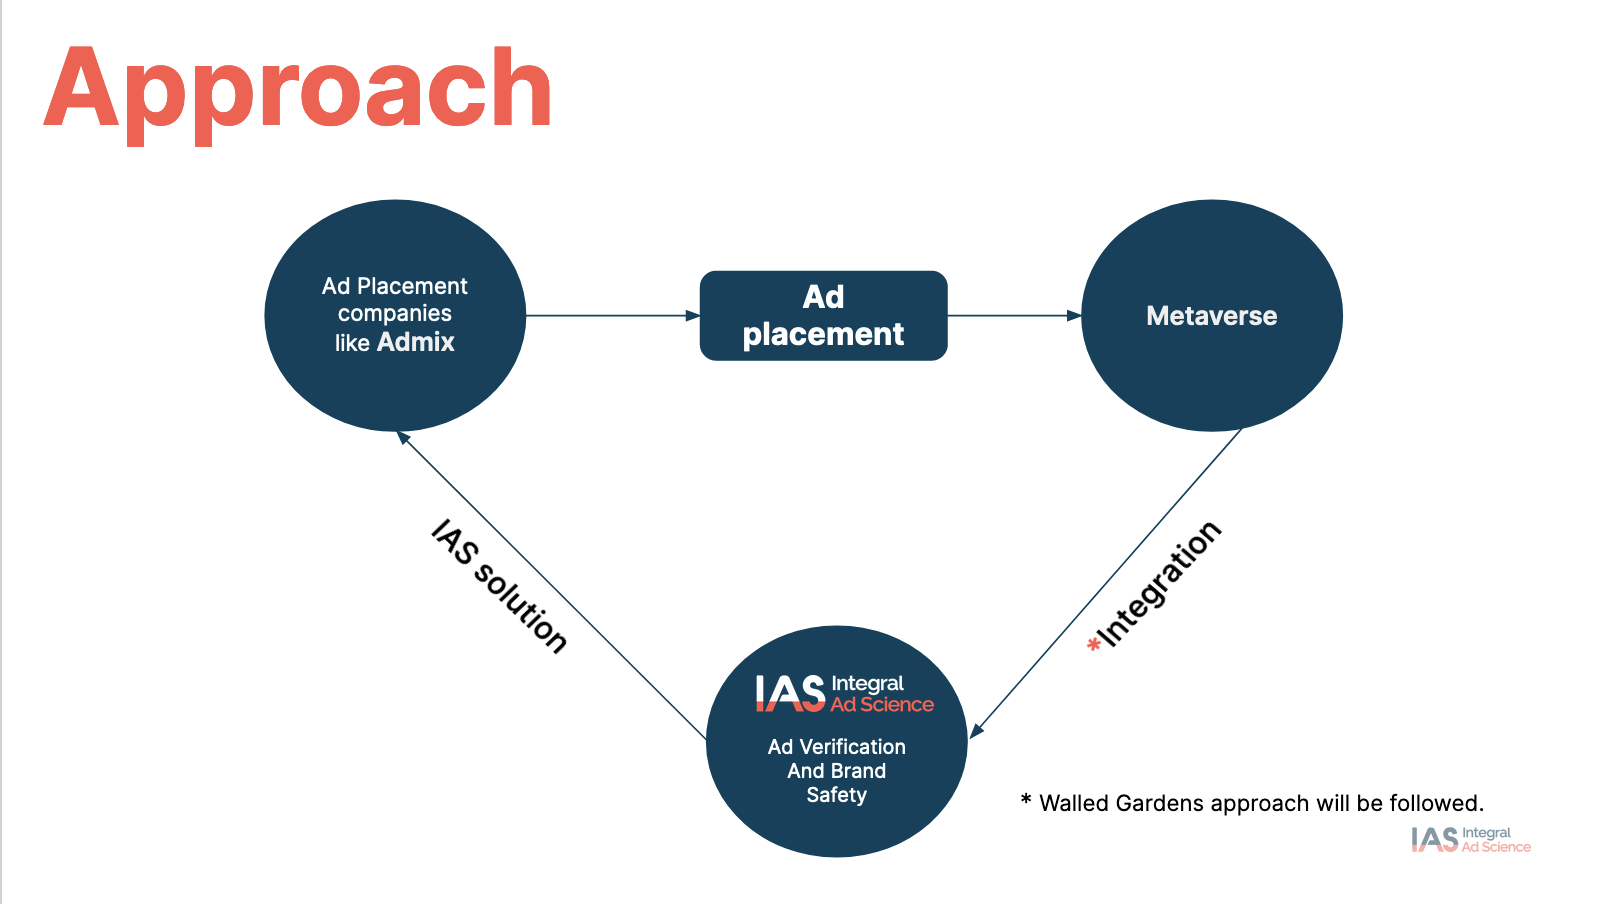 Approach
Ad Placement
companies
like Admix
Ad
placement
Metaverse
IAS solution
*Integration
IAS Integral
Ad Science
Ad Verification
And Brand
Safety
* Walled Gardens approach will be followed.
IAS Integral
Ad Science